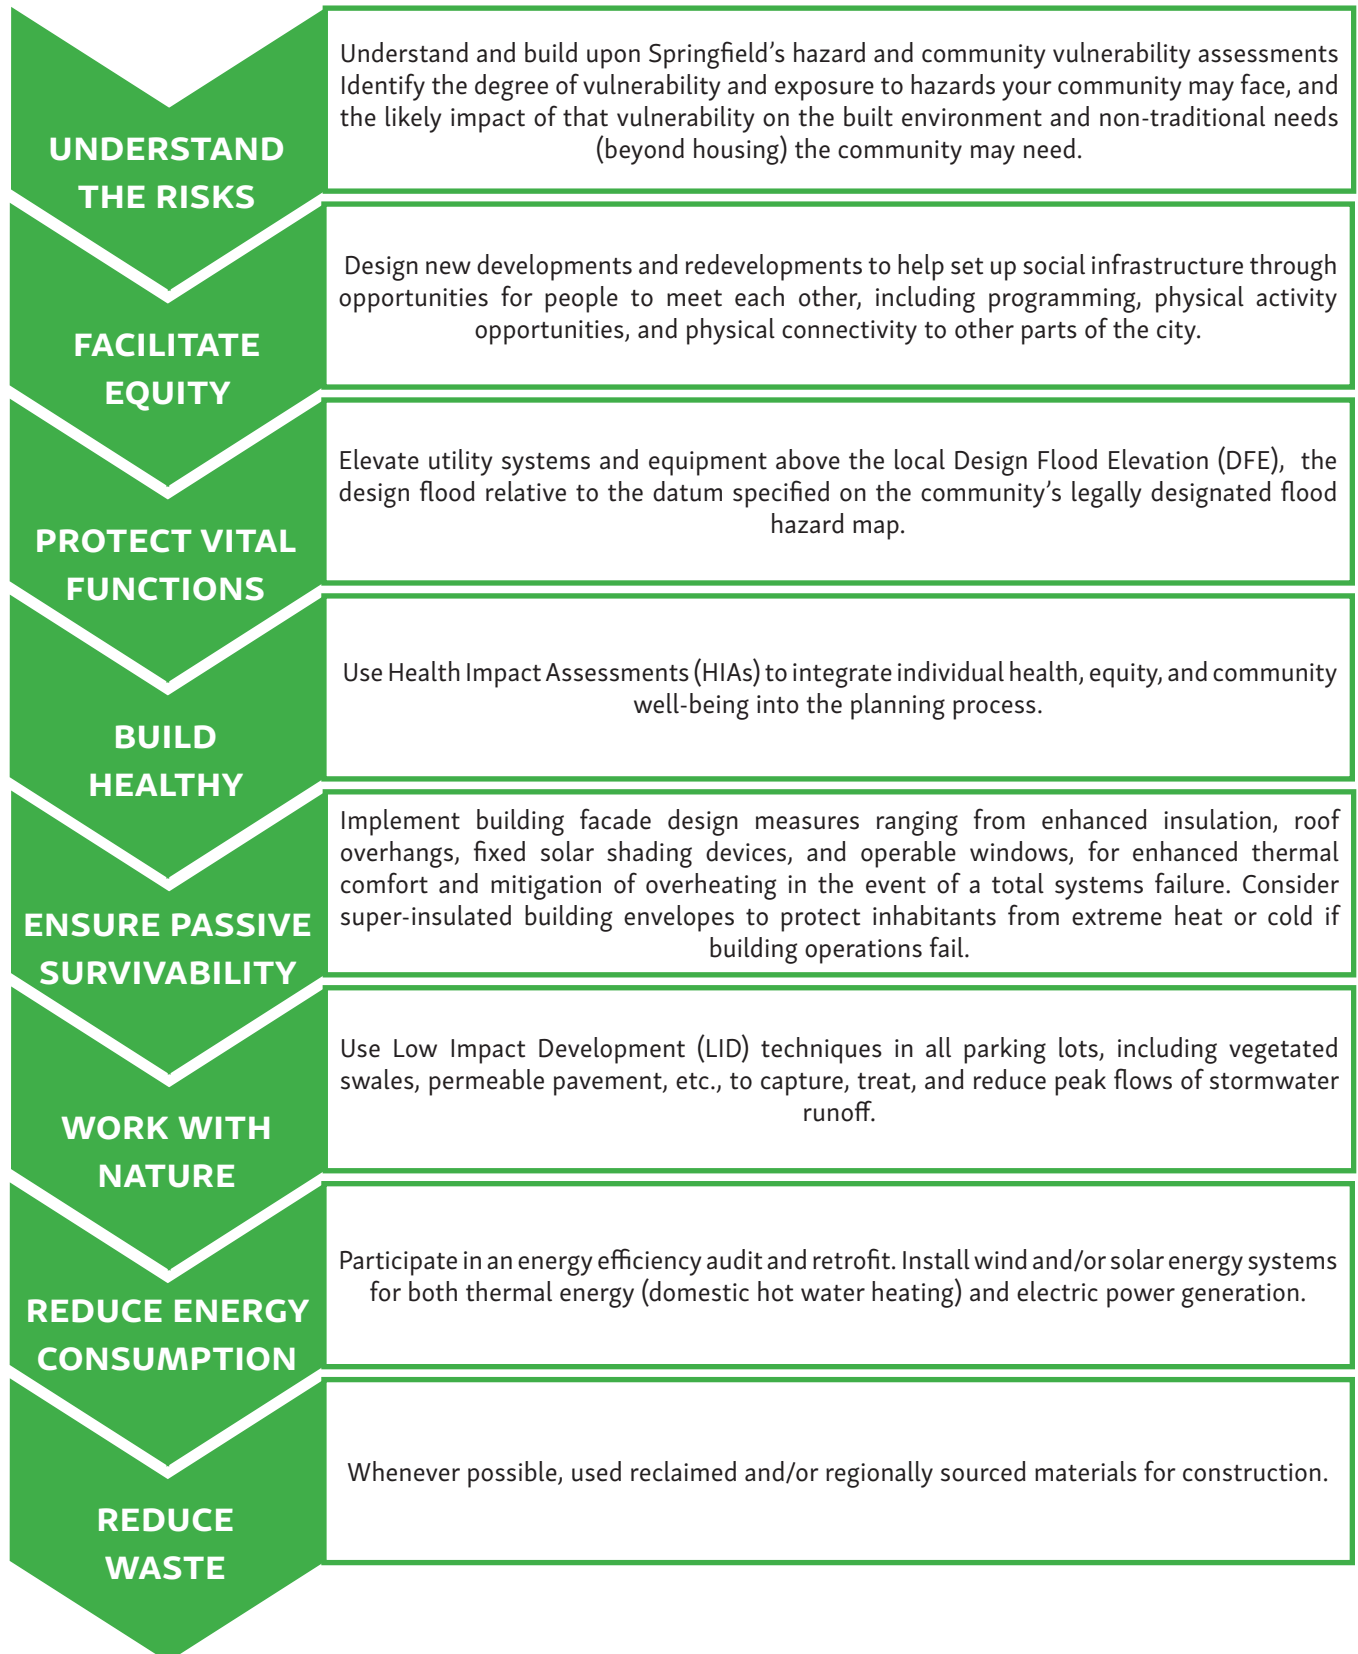 UNDERSTAND
THE RISKS
Understand and build upon Springfield’s hazard and community vulnerability assessments
Identify the degree of vulnerability and exposure to hazards your community may face, and
the likely impact of that vulnerability on the built environment and non-traditional needs
(beyond housing) the community may need.
FACILITATE
EQUITY
Design new developments and redevelopments to help set up social infrastructure through
opportunities for people to meet each other, including programming, physical activity
opportunities, and physical connectivity to other parts of the city.
PROTECT VITAL
FUNCTIONS
Elevate utility systems and equipment above the local Design Flood Elevation (DFE), the
design flood relative to the datum specified on the community’s legally designated flood
hazard map.
BUILD
HEALTHY
Use Health Impact Assessments (HIAs) to integrate individual health, equity, and community
well-being into the planning process.
ENSURE PASSIVE
SURVIVABILITY
Implement building facade design measures ranging from enhanced insulation, roof
overhangs, fixed solar shading devices, and operable windows, for enhanced thermal
comfort and mitigation of overheating in the event of a total systems failure. Consider
super-insulated building envelopes to protect inhabitants from extreme heat or cold if
building operations fail.
WORK WITH
NATURE
Use Low Impact Development (LID) techniques in all parking lots, including vegetated
swales, permeable pavement, etc., to capture, treat, and reduce peak flows of stormwater
runoff.
REDUCE ENERGY
CONSUMPTION
Participate in an energy efficiency audit and retrofit. Install wind and/or solar energy systems
for both thermal energy (domestic hot water heating) and electric power generation.
REDUCE
WASTE
Whenever possible, used reclaimed and/or regionally sourced materials for construction.